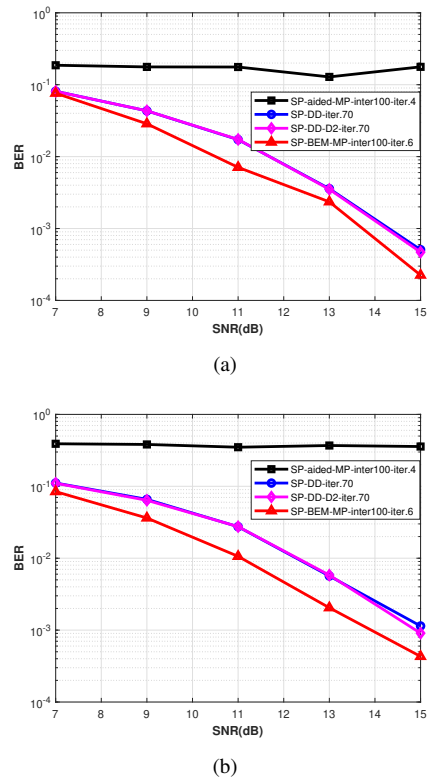 10^0
10^-1
10^-2
10^-3
10^-4
BER
SP-aided-MP-inter100-iter.4
SP-DD-iter.70
SP-DD-D2-iter.70
SP-BEM-MP-inter100-iter.6
7 8 9 10 11 12 13 14 15
SNR(dB)
(a)
10^0
10^-1
10^-2
10^-3
10^-4
BER
SP-aided-MP-inter100-iter.4
SP-DD-iter.70
SP-DD-D2-iter.70
SP-BEM-MP-inter100-iter.6
7 8 9 10 11 12 13 14 15
SNR(dB)
(b)